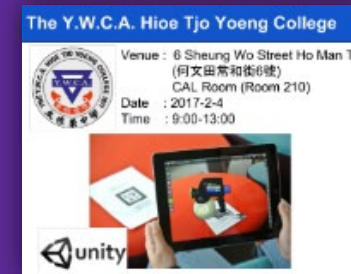 The Y.W.C.A. Hioe Tjo Yoeng College
Venue : 6 Sheung Wo Street Ho Man T
(何文田常和街6號)
CAL Room (Room 210)
Date : 2017-2-4
Time : 9:00-13:00
Y.W.C.A.
unity